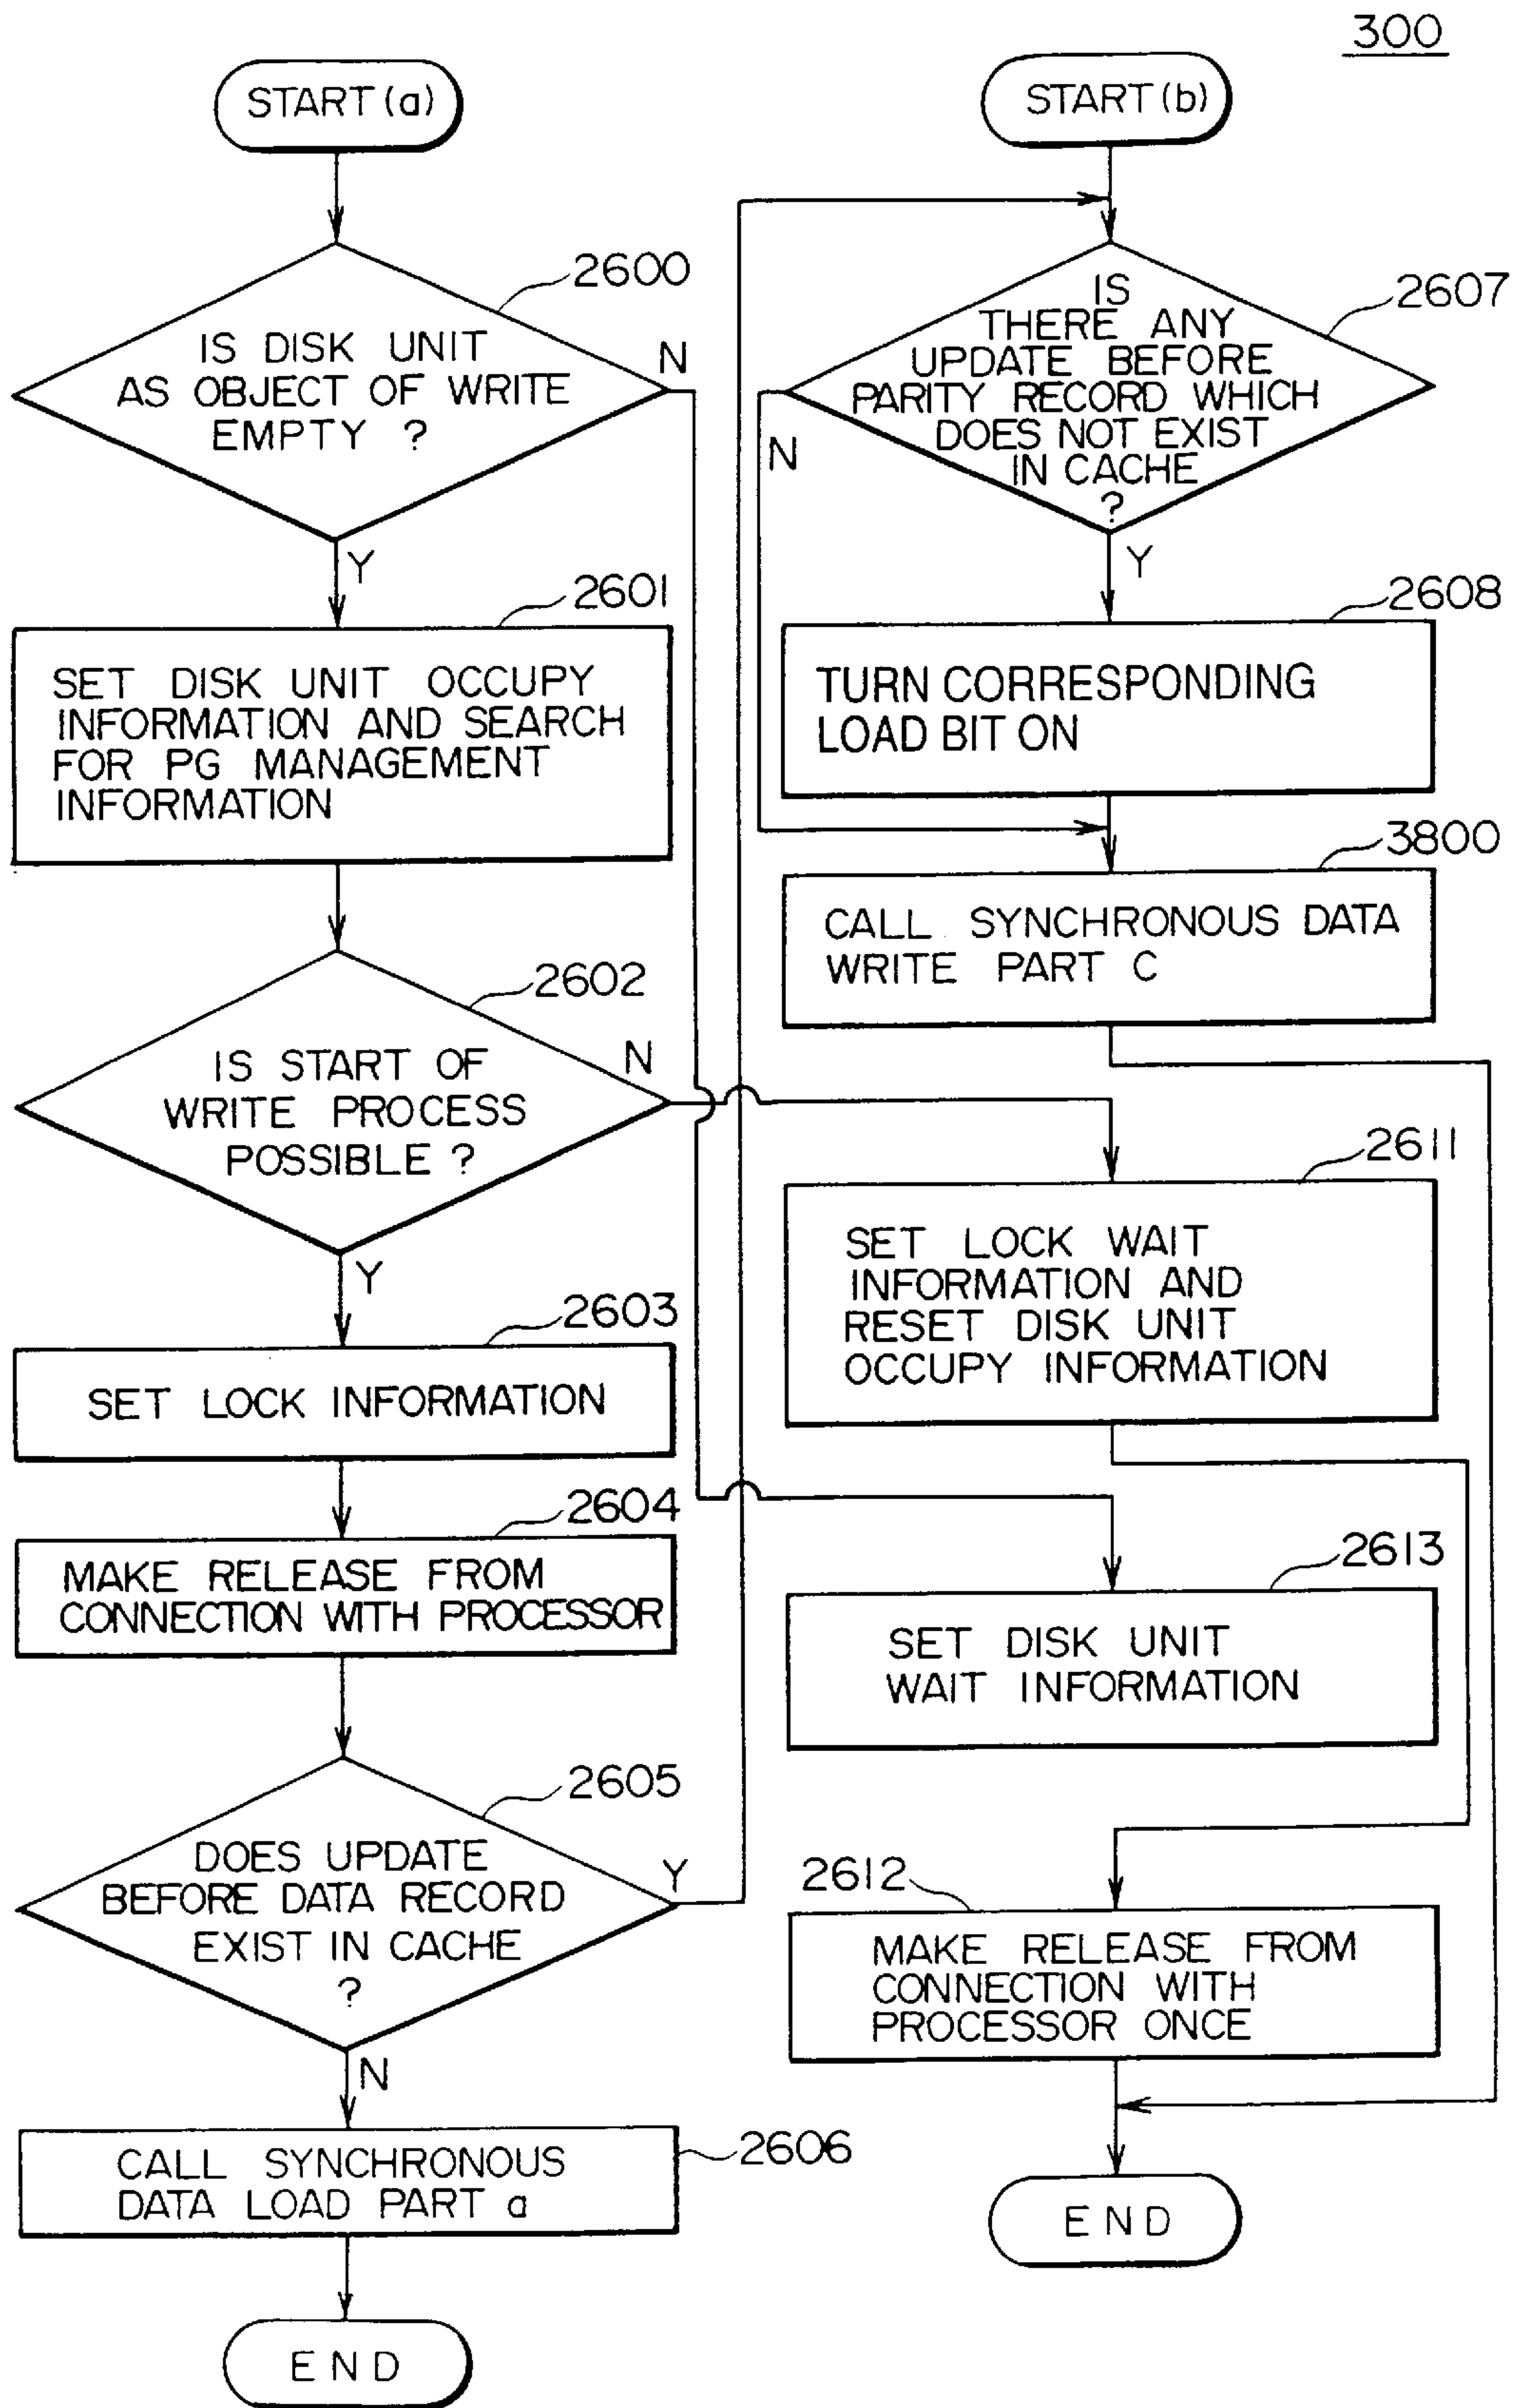 300
START (a)
2600
IS DISK UNIT
AS OBJECT OF WRITE
EMPTY ?
N
Y
2601
SET DISK UNIT OCCUPY
INFORMATION AND SEARCH
FOR PG MANAGEMENT
INFORMATION
2602
IS START OF
WRITE PROCESS
POSSIBLE ?
N
Y
2603
SET LOCK INFORMATION
2604
MAKE RELEASE FROM
CONNECTION WITH PROCESSOR
2605
DOES UPDATE
BEFORE DATA RECORD
EXIST IN CACHE
?
Y
N
2606
CALL SYNCHRONOUS
DATA LOAD PART a
END
START (b)
2607
IS
THERE ANY
UPDATE BEFORE
PARITY RECORD WHICH
DOES NOT EXIST
IN CACHE
?
N
Y
2608
TURN CORRESPONDING
LOAD BIT ON
3800
CALL SYNCHRONOUS DATA
WRITE PART C
2611
SET LOCK WAIT
INFORMATION AND
RESET DISK UNIT
OCCUPY INFORMATION
2613
SET DISK UNIT
WAIT INFORMATION
2612
MAKE RELEASE FROM
CONNECTION WITH
PROCESSOR ONCE
END